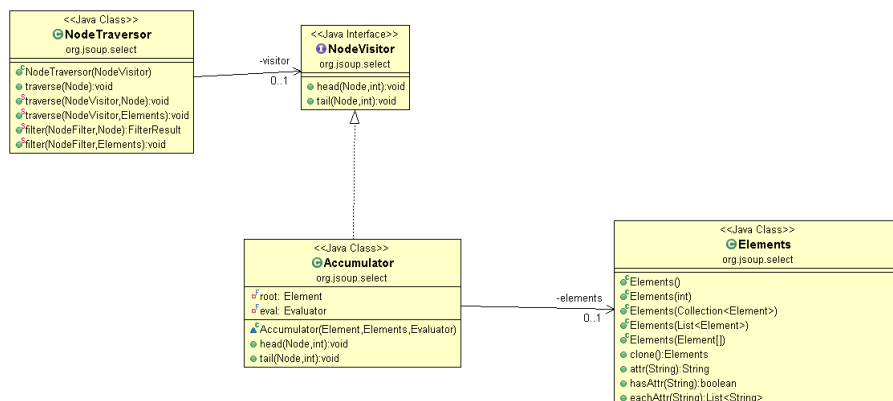 <<Java Class>>
NodeTraversor
org.jsoup.select
NodeTraversor(NodeVisitor)
traverse(Node):void
traverse(NodeVisitor,Node):void
traverse(NodeVisitor,Elements):void
filter(NodeFilter,Node):FilterResult
filter(NodeFilter,Elements):void
-visitor
0..1
<<Java Interface>>
NodeVisitor
org.jsoup.select
head(Node,int):void
tail(Node,int):void
<<Java Class>>
Accumulator
org.jsoup.select
root: Element
eval: Evaluator
Accumulator(Element,Elements,Evaluator)
head(Node,int):void
tail(Node,int):void
-elements
0..1
<<Java Class>>
Elements
org.jsoup.select
Elements()
Elements(int)
Elements(Collection<Element>)
Elements(List<Element>)
Elements(Element[])
clone():Elements
attr(String):String
hasAttr(String):boolean
eachAttr(String):List<String>